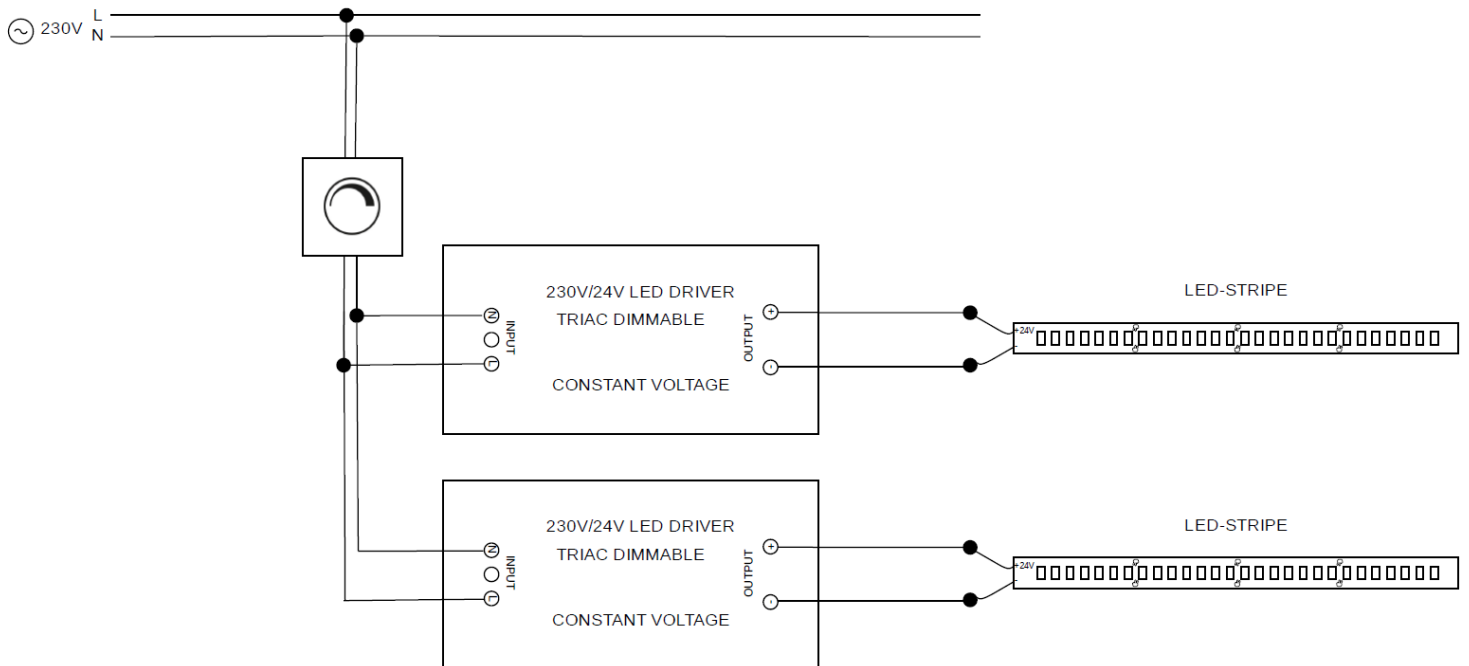 L
230V N
230V/24V LED DRIVER
TRIAC DIMMABLE
CONSTANT VOLTAGE
N
INPUT
L
OUTPUT
+
-
LED-STRIPE
+24V
-
230V/24V LED DRIVER
TRIAC DIMMABLE
CONSTANT VOLTAGE
N
INPUT
L
OUTPUT
+
-
LED-STRIPE
+24V
-